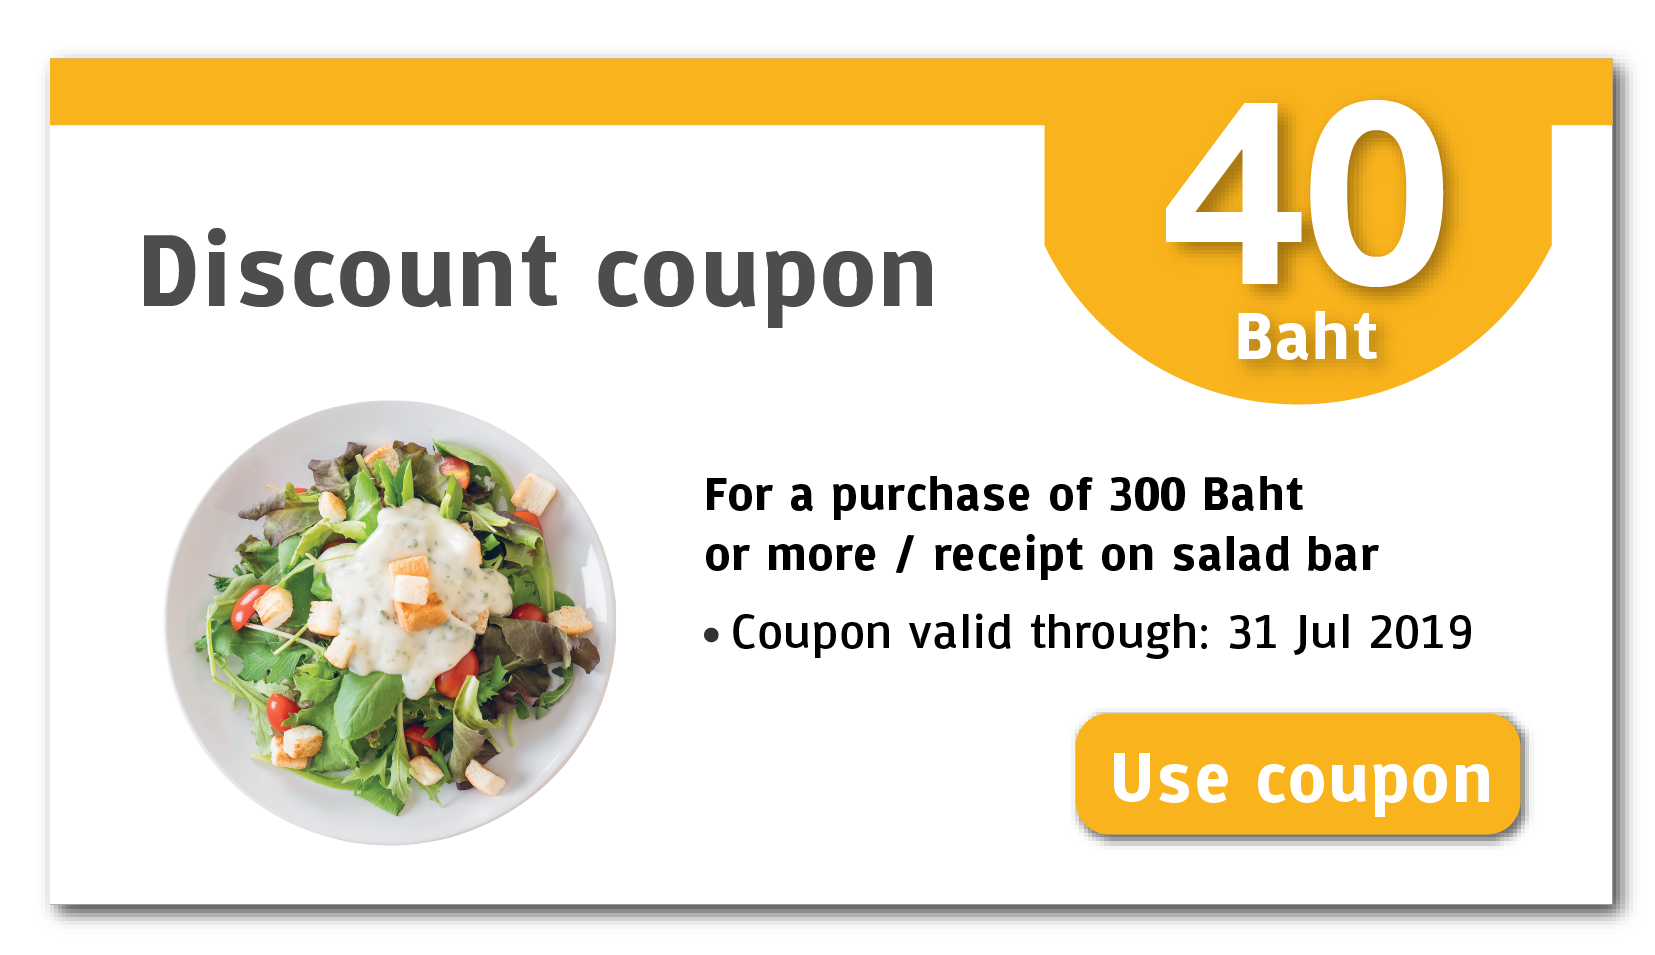 40
Baht
Discount coupon
For a purchase of 300 Baht
or more / receipt on salad bar
• Coupon valid through: 31 Jul 2019
Use coupon